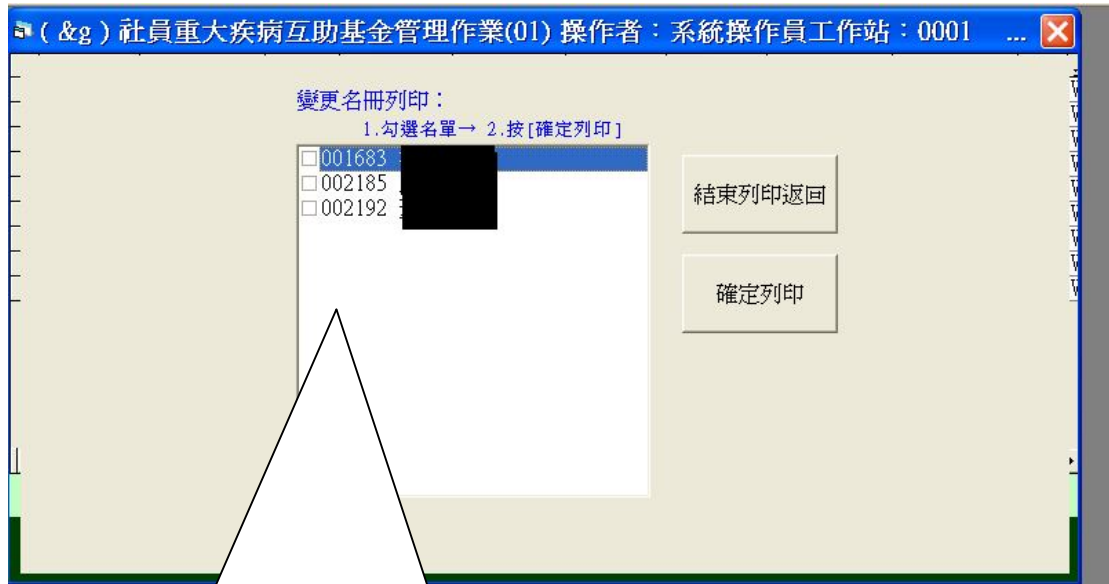 ( &g ) 社員重大疾病互助基金管理作業(01) 操作者：系統操作員工作站：0001 ...
變更名冊列印：
1.勾選名單→ 2.按[確定列印]
001683
002185
002192
結束列印返回
確定列印